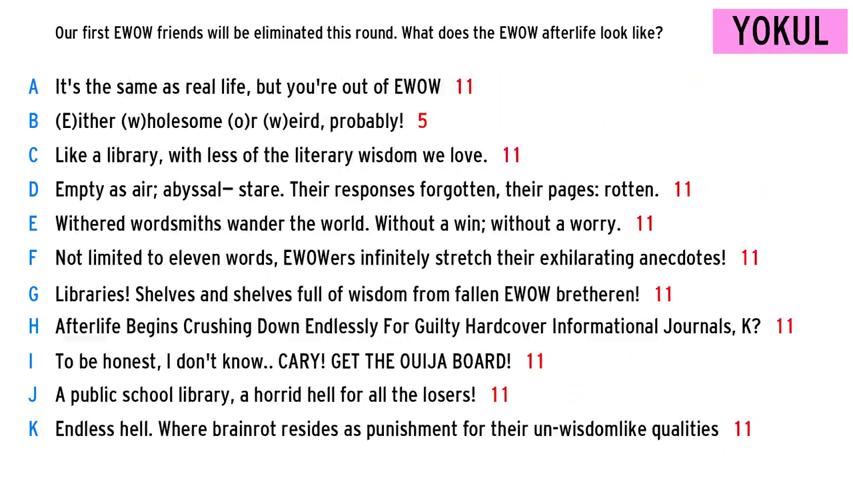 Our first EWOW friends will be eliminated this round. What does the EWOW afterlife look like?
YOKUL
A It's the same as real life, but you're out of EWOW 11
B (E)ither (w)holesome (o)r (w)eird, probably! 5
C Like a library, with less of the literary wisdom we love. 11
D Empty as air; abyssal— stare. Their responses forgotten, their pages: rotten. 11
E Withered wordsmiths wander the world. Without a win; without a worry. 11
F Not limited to eleven words, EWOWers infinitely stretch their exhilarating anecdotes! 11
G Libraries! Shelves and shelves full of wisdom from fallen EWOW bretheren! 11
H Afterlife Begins Crushing Down Endlessly For Guilty Hardcover Informational Journals, K? 11
I To be honest, I don't know.. CARY! GET THE OUIJA BOARD! 11
J A public school library, a horrid hell for all the losers! 11
K Endless hell. Where brainrot resides as punishment for their un-wisdomlike qualities 11